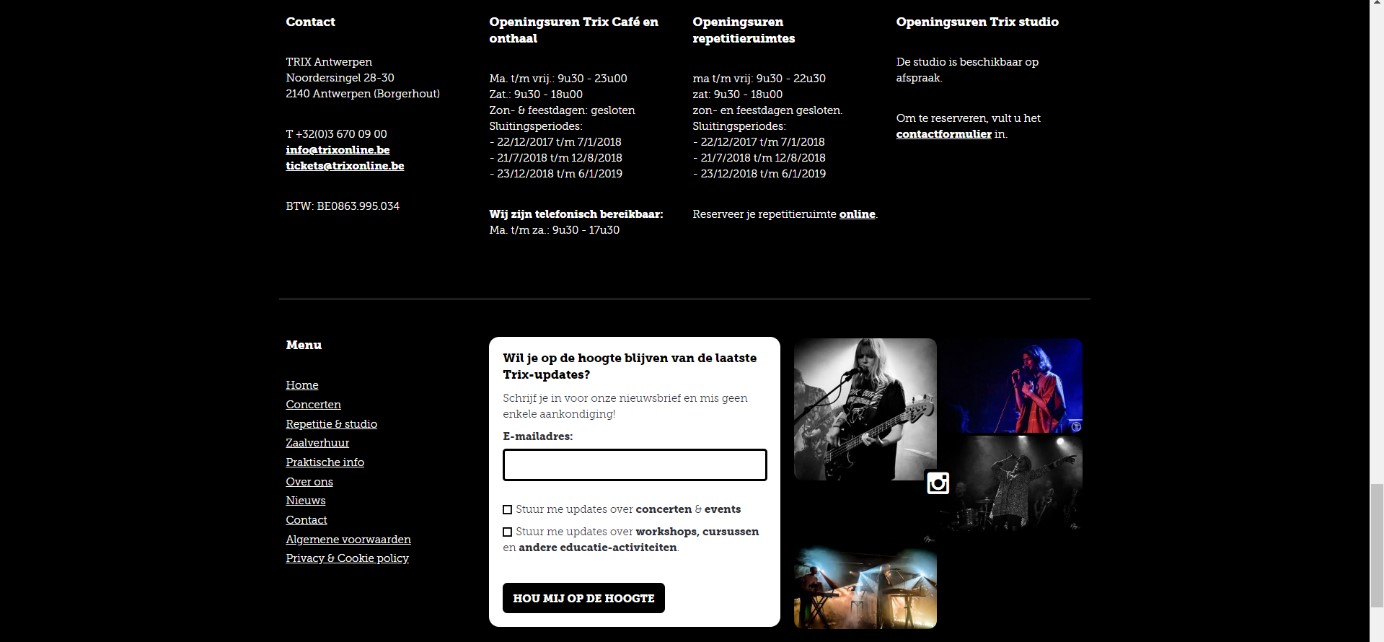 Contact
TRIX Antwerpen
Noordersingel 28-30
2140 Antwerpen (Borgerhout)
T +32(0)3 670 09 00
info@trixonline.be
tickets@trixonline.be
BTW: BE0863.995.034
Openingsuren Trix Café en
onthaal
Ma. t/m vrij.: 9u30 - 23u00
Zat.: 9u30 - 18u00
Zon- & feestdagen: gesloten
Sluitingsperiodes:
- 22/12/2017 t/m 7/1/2018
- 21/7/2018 t/m 12/8/2018
- 23/12/2018 t/m 6/1/2019
Wij zijn telefonisch bereikbaar:
Ma. t/m za.: 9u30 - 17u30
Openingsuren
repetitieruimtes
ma t/m vrij: 9u30 - 22u30
zat: 9u30 - 18u00
zon- en feestdagen gesloten.
Sluitingsperiodes:
- 22/12/2017 t/m 7/1/2018
- 21/7/2018 t/m 12/8/2018
- 23/12/2018 t/m 6/1/2019
Reserveer je repetitieruimte online.
Openingsuren Trix studio
De studio is beschikbaar op
afspraak.
Om te reserveren, vult u het
contactformulier in.
Menu
Home
Concerten
Repetitie & studio
Zaalverhuur
Praktische info
Over ons
Nieuws
Contact
Algemene voorwaarden
Privacy & Cookie policy
Wil je op de hoogte blijven van de laatste
Trix-updates?
Schrijf je in voor onze nieuwsbrief en mis geen
enkele aankondiging!
E-mailadres:
Stuur me updates over concerten & events
Stuur me updates over workshops, cursussen
en andere educatie-activiteiten.
HOU MIJ OP DE HOOGTE